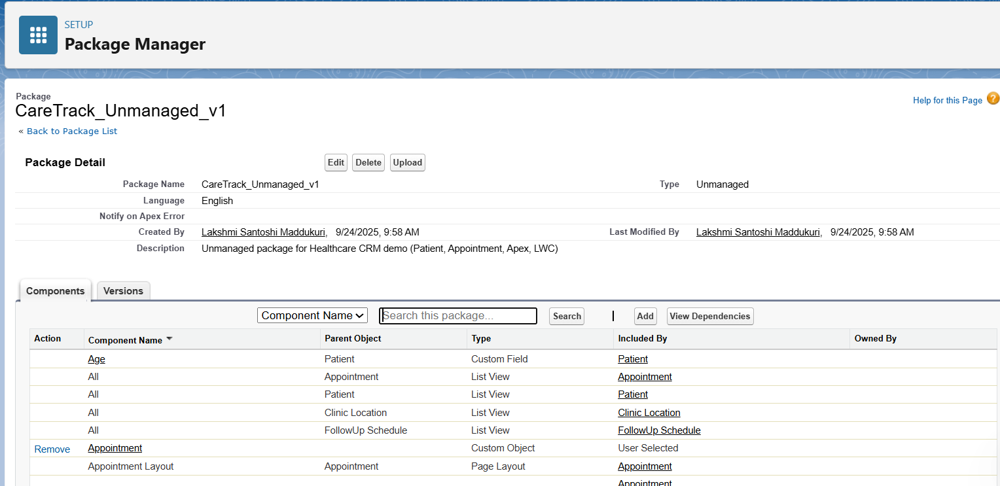 SETUP
Package Manager
Package
CareTrack_Unmanaged_v1
Help for this Page ?
« Back to Package List
Package Detail Edit Delete Upload
Package Name CareTrack_Unmanaged_v1 Type Unmanaged
Language English
Notify on Apex Error
Created By Lakshmi Santoshi Maddukuri, 9/24/2025, 9:58 AM Last Modified By Lakshmi Santoshi Maddukuri, 9/24/2025, 9:58 AM
Description Unmanaged package for Healthcare CRM demo (Patient, Appointment, Apex, LWC)
Components Versions
Component Name Search this package... Search | Add View Dependencies
Action Component Name Parent Object Type Included By Owned By
Age Patient Custom Field Patient
All Appointment List View Appointment
All Patient List View Patient
All Clinic Location List View Clinic Location
All FollowUp Schedule List View FollowUp Schedule
Remove Appointment Custom Object User Selected
Appointment Layout Appointment Page Layout Appointment
Appointment